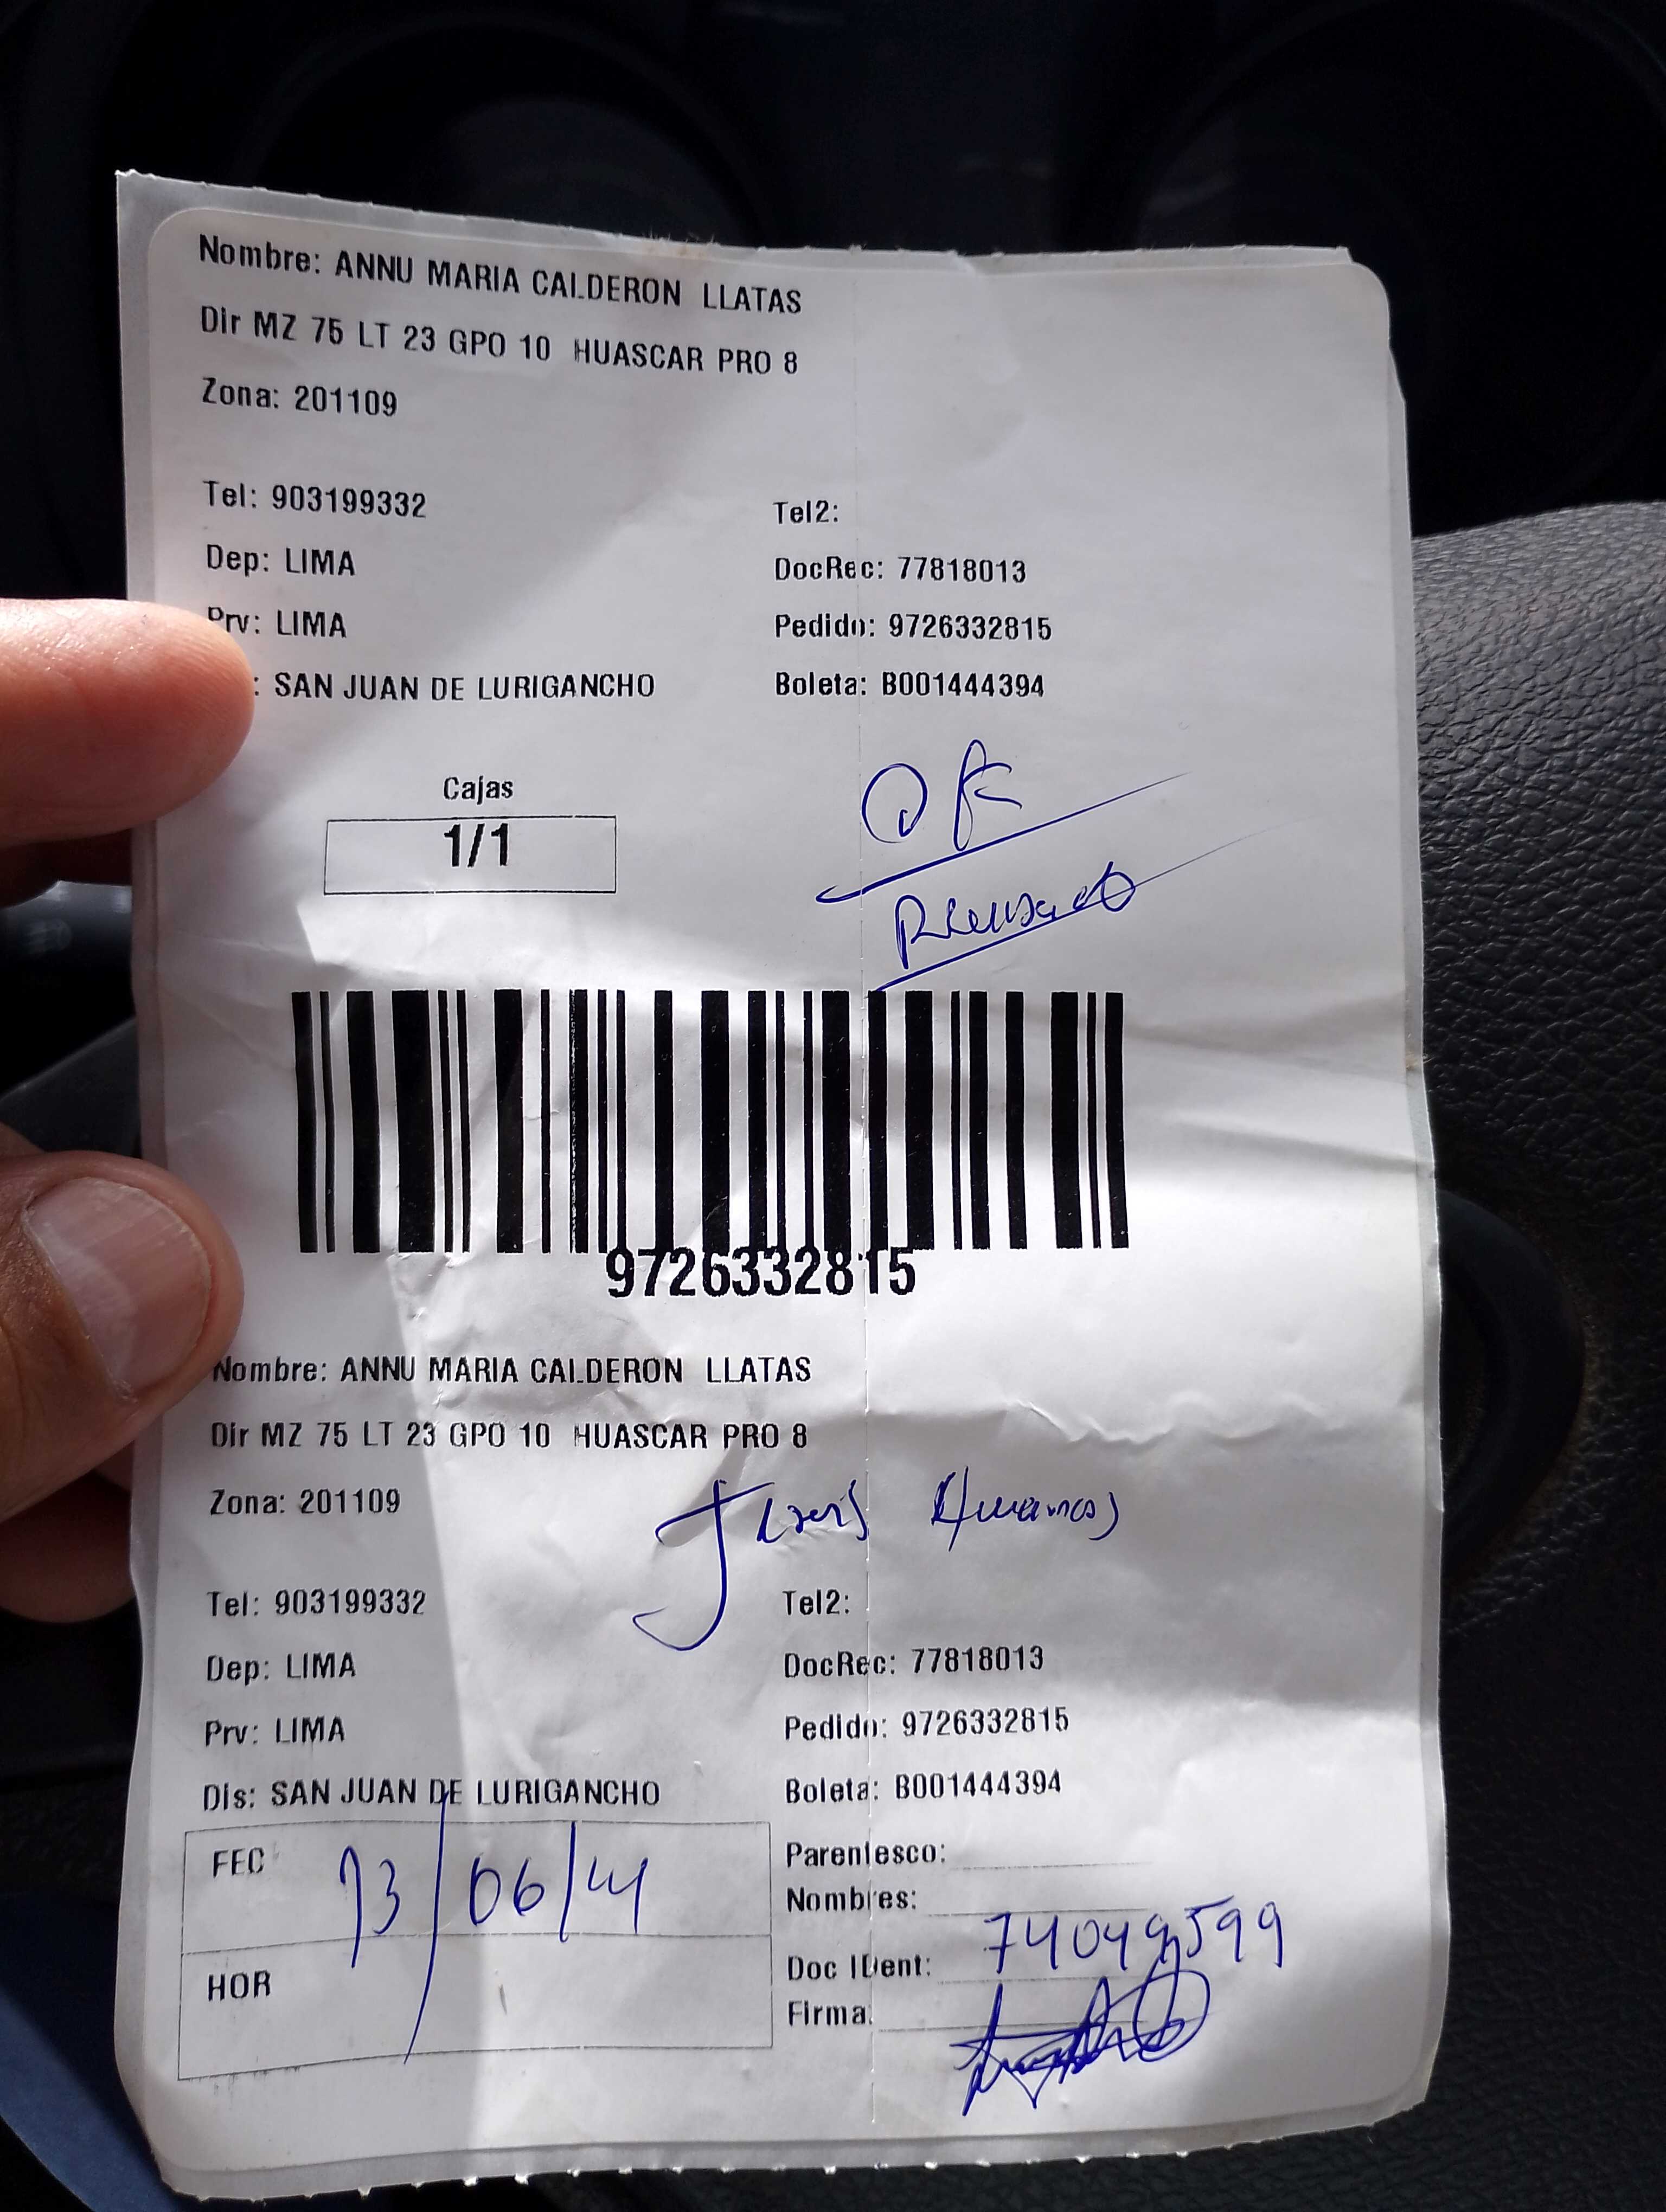 Nombre: ANNU MARIA CALDERON LLATAS
Dir MZ 75 LT 23 GPO 10 HUASCAR PRO 8
Zona: 201109
Tel: 903199332
Tel2:
Dep: LIMA
DocRec: 77818013
Prv: LIMA
Pedido: 9726332815
: SAN JUAN DE LURIGANCHO
Boleta: B001444394
Cajas
1/1
OK
9726332815
Nombre: ANNU MARIA CALDERON LLATAS
Dir MZ 75 LT 23 GPO 10 HUASCAR PRO 8
Zona: 201109
Tel: 903199332
Tel2:
Dep: LIMA
DocRec: 77818013
Prv: LIMA
Pedido: 9726332815
Dis: SAN JUAN DE LURIGANCHO
Boleta: B001444394
FEC 13/06/
Parentesco:
Nombres:
HOR
Doc IDent: 74049599
Firma